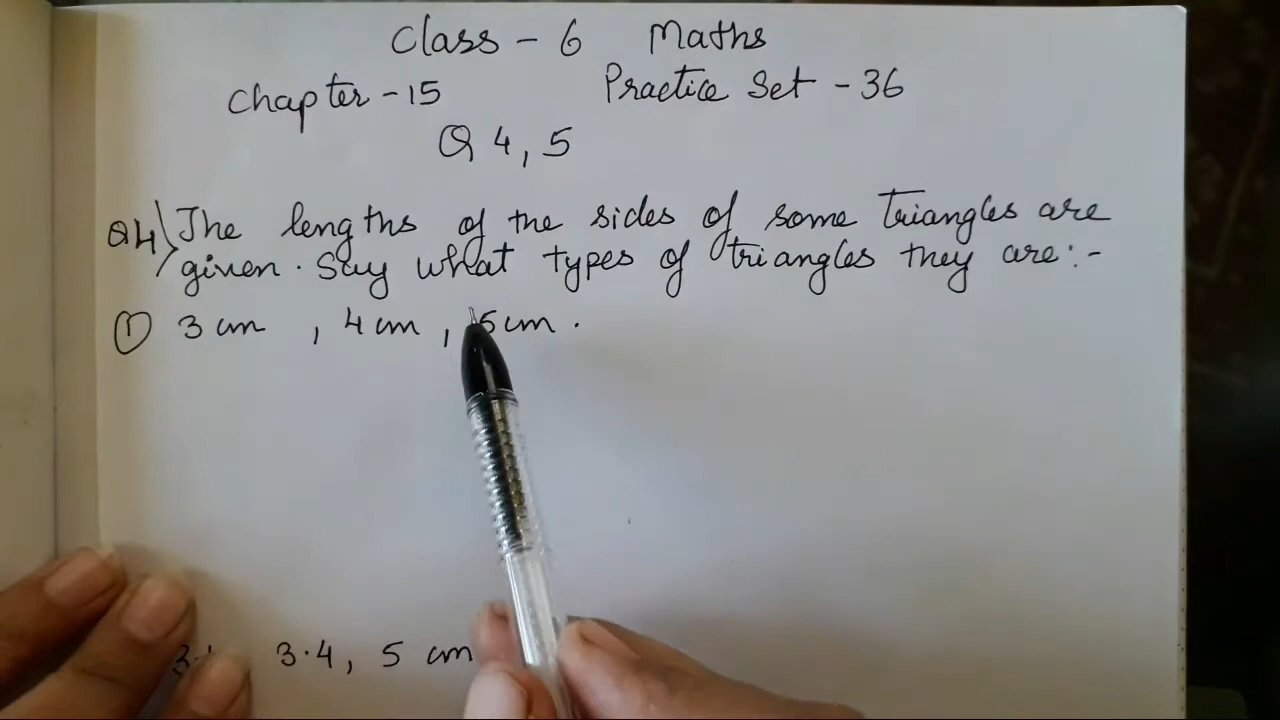 Class - 6 Maths
Chapter - 15 Practice Set - 36
Q 4, 5
Q4) The lengths of the sides of some triangles are
given. Say what types of triangles they are:-
① 3 cm , 4 cm , 5 cm .
3.4, 5 cm